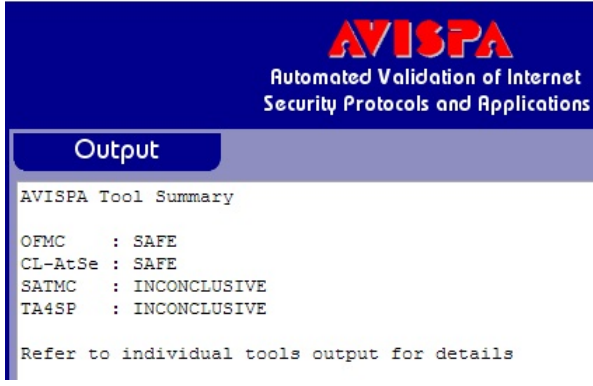 AVISPA
Automated Validation of Internet
Security Protocols and Applications
Output
AVISPA Tool Summary
OFMC : SAFE
CL-AtSe : SAFE
SATMC : INCONCLUSIVE
TA4SP : INCONCLUSIVE
Refer to individual tools output for details